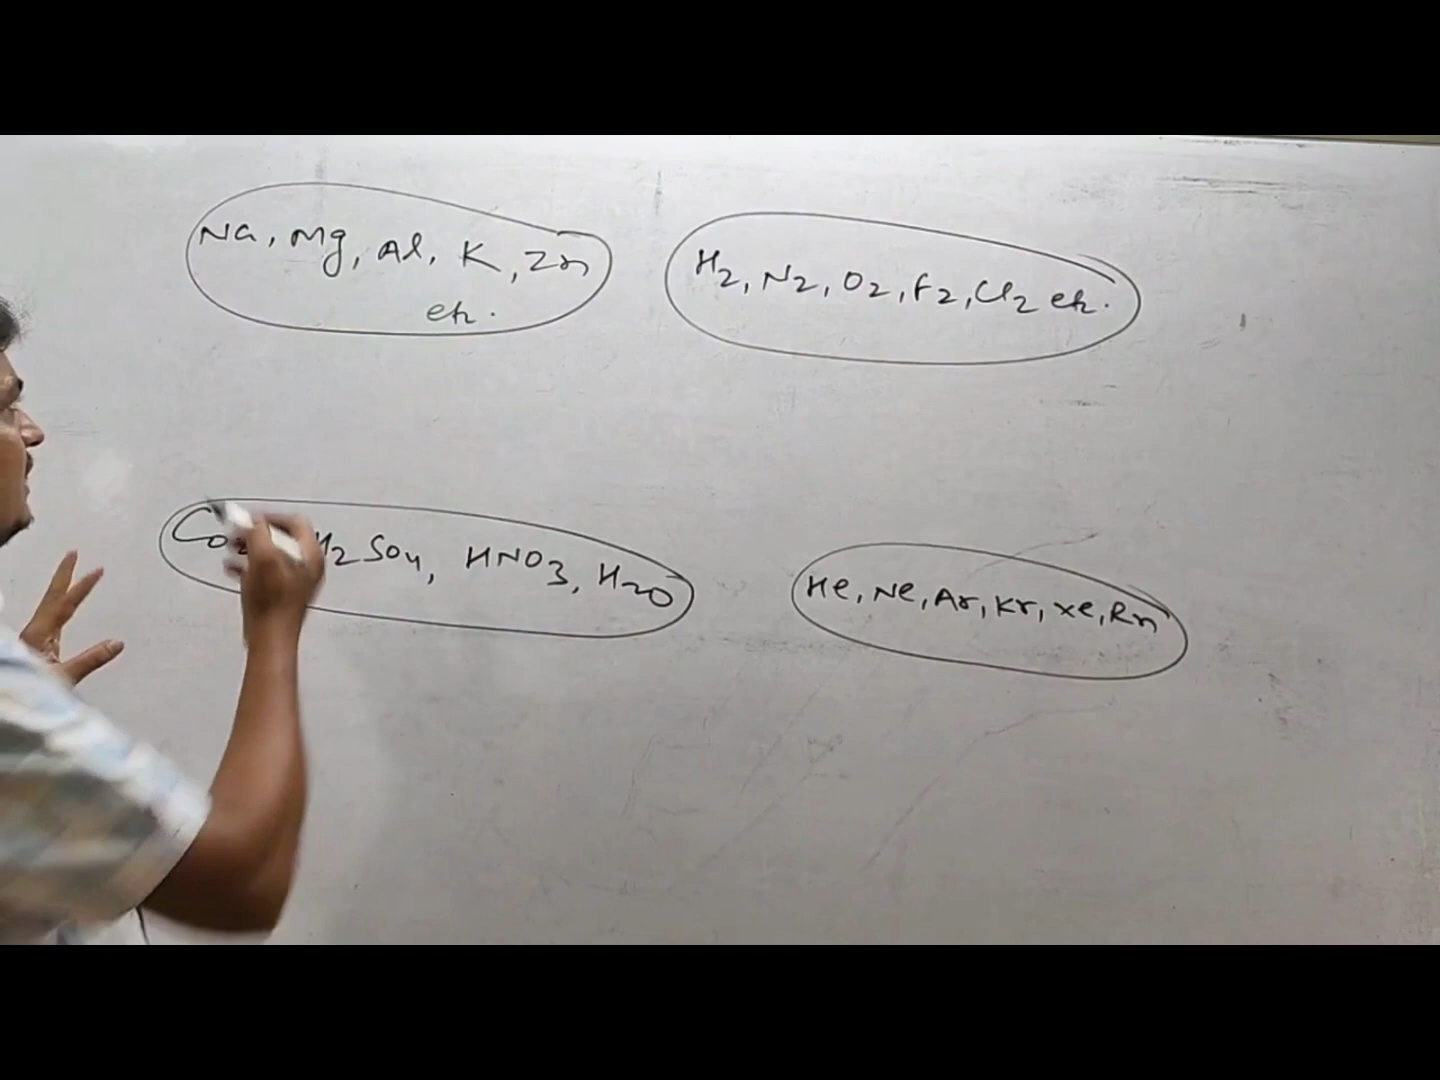 Na, Mg, Al, K, Zn
etc.
H2, N2, O2, F2, Cl2 etc.
H2SO4, HNO3, H2O
He, Ne, Ar, Kr, Xe, Rn